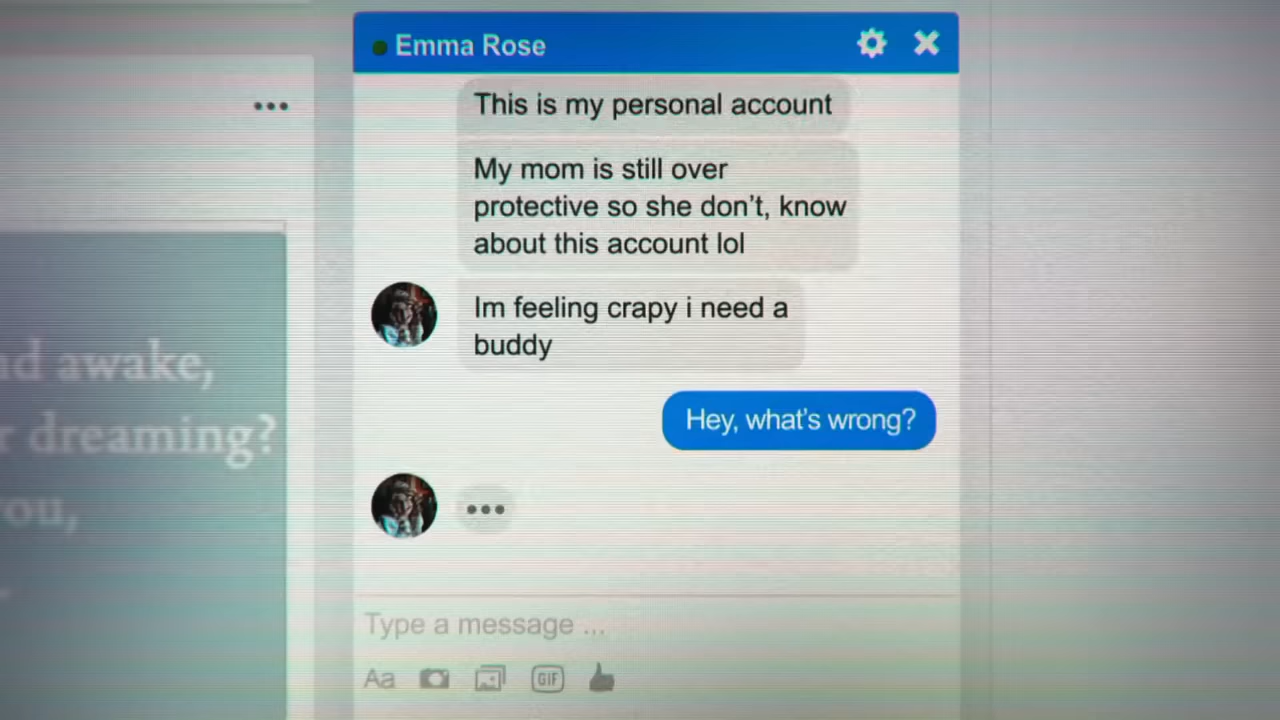 Emma Rose
This is my personal account
My mom is still over
protective so she don't, know
about this account lol
Im feeling crapy i need a
buddy
Hey, what's wrong?
awake,
dreaming?
Type a message ...
Aa
GIF